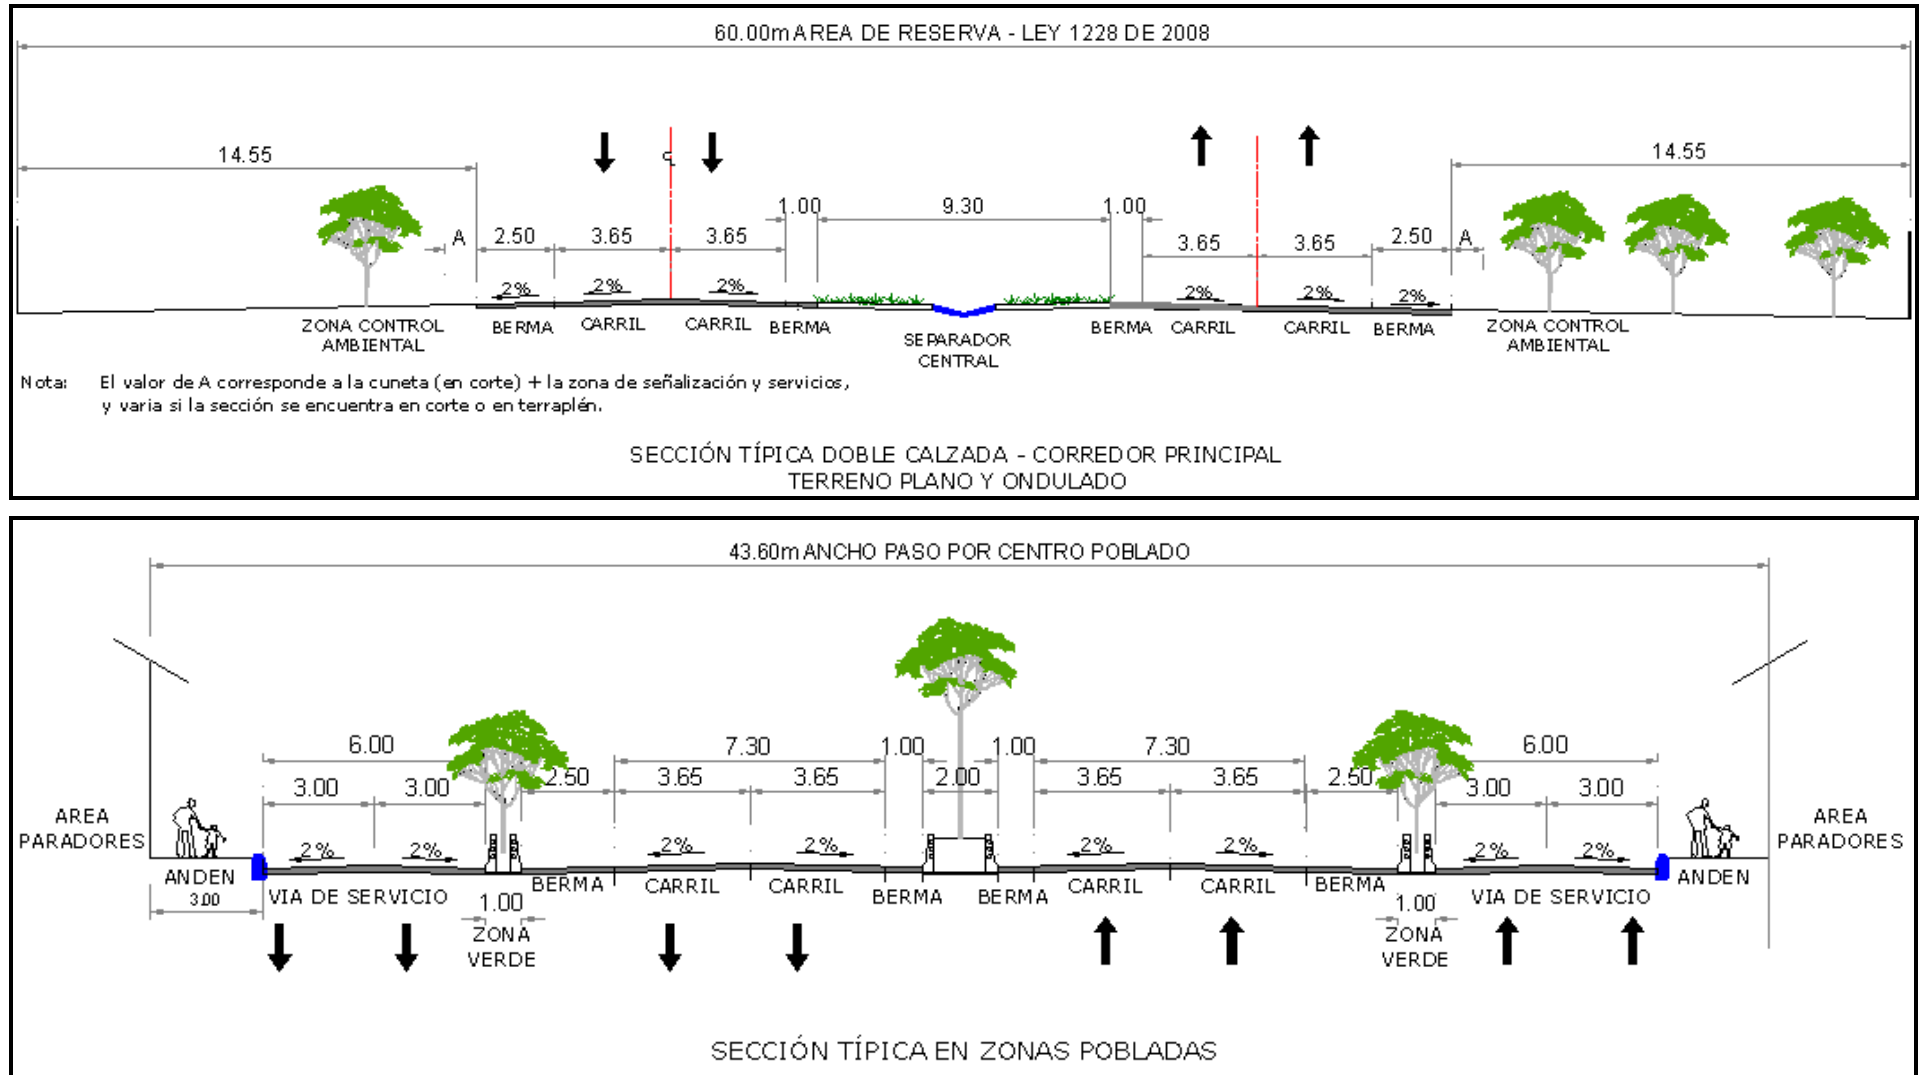 60.00m AREA DE RESERVA - LEY 1228 DE 2008
14.55
14.55
1.00 9.30 1.00
A 2.50 3.65 3.65
3.65 3.65 2.50 A
2% 2% 2%
2% 2% 2%
BERMA CARRIL CARRIL BERMA
BERMA CARRIL CARRIL BERMA
ZONA CONTROL
AMBIENTAL
SEPARADOR
CENTRAL
ZONA CONTROL
AMBIENTAL
Nota: El valor de A corresponde a la cuneta (en corte) + la zona de señalización y servicios,
y varia si la sección se encuentra en corte o en terraplén.
SECCIÓN TÍPICA DOBLE CALZADA - CORREDOR PRINCIPAL
TERRENO PLANO Y ONDULADO
43.60m ANCHO PASO POR CENTRO POBLADO
6.00 7.30 1.00 1.00 7.30 6.00
3.00 3.00 2.50 3.65 3.65 2.00 3.65 3.65 2.50 3.00 3.00
AREA
PARADORES
AREA
PARADORES
2% 2% 2% 2% 2% 2% 2% 2%
ANDEN
3.00
VIA DE SERVICIO
BERMA CARRIL CARRIL BERMA
BERMA CARRIL CARRIL BERMA
VIA DE SERVICIO
ANDEN
1.00
ZONA
VERDE
1.00
ZONA
VERDE
SECCIÓN TÍPICA EN ZONAS POBLADAS